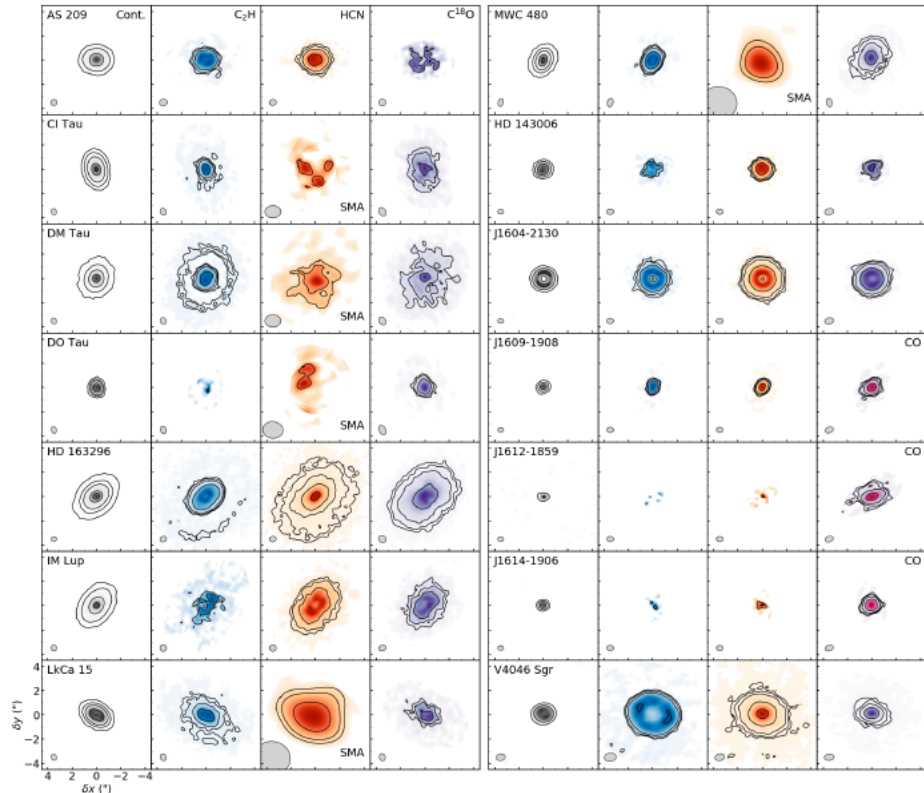 AS 209 Cont. C₂H HCN C¹⁸O MWC 480
SMA
CI Tau HD 143006
SMA
DM Tau J1604-2130
SMA
DO Tau J1609-1908 CO
SMA
HD 163296 J1612-1859 CO
IM Lup J1614-1906 CO
LkCa 15 V4046 Sgr
SMA
4
2
0
−2
−4
δy (")
4 2 0 −2 −4
δx (")